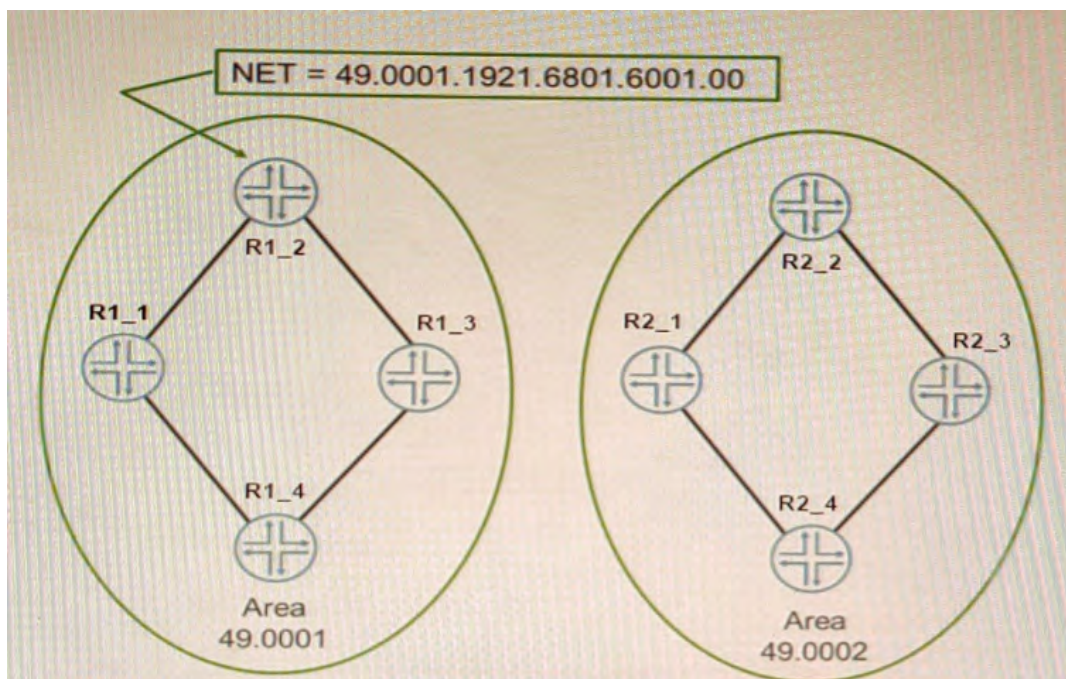 NET = 49.0001.1921.6801.6001.00
R1_2
R1_1
R1_3
R1_4
Area
49.0001
R2_2
R2_1
R2_3
R2_4
Area
49.0002